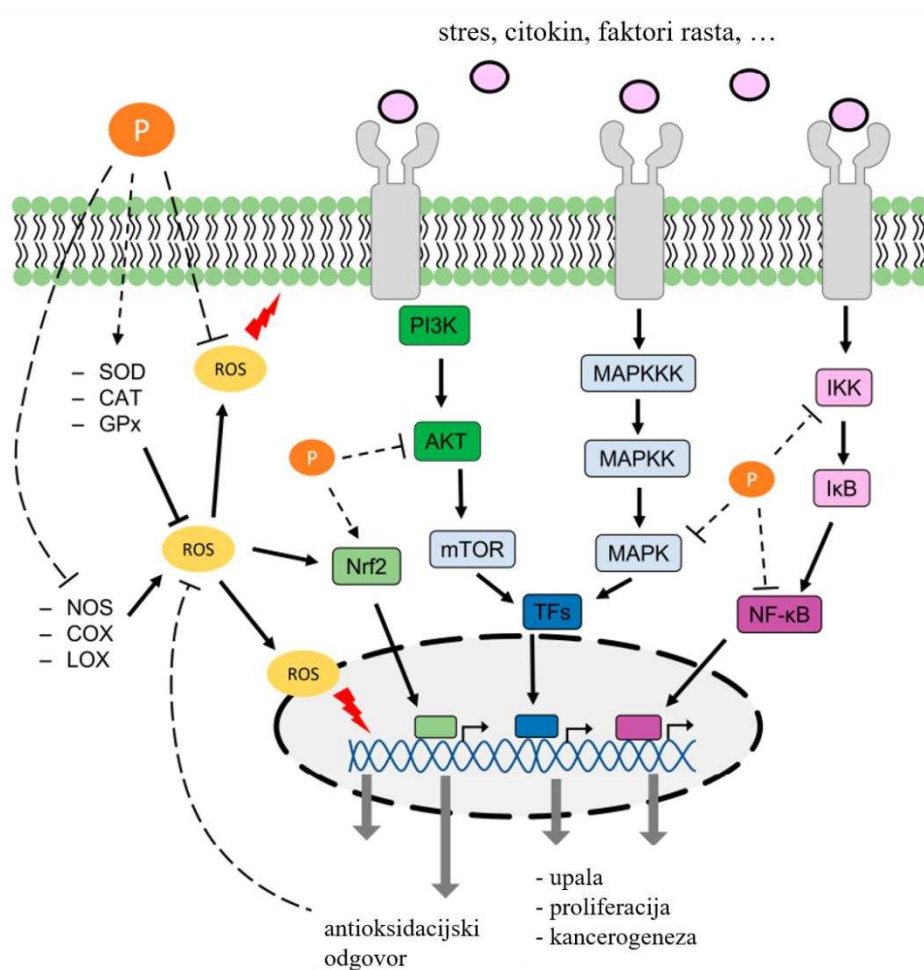 stres, citokin, faktori rasta, …
P
PI3K
– SOD
– CAT
– GPx
ROS
MAPKKK
IKK
P
AKT
MAPKK
P
IκB
ROS
Nrf2
mTOR
MAPK
– NOS
– COX
– LOX
TFs
NF-κB
ROS
antioksidacijski
odgovor
- upala
- proliferacija
- kancerogeneza